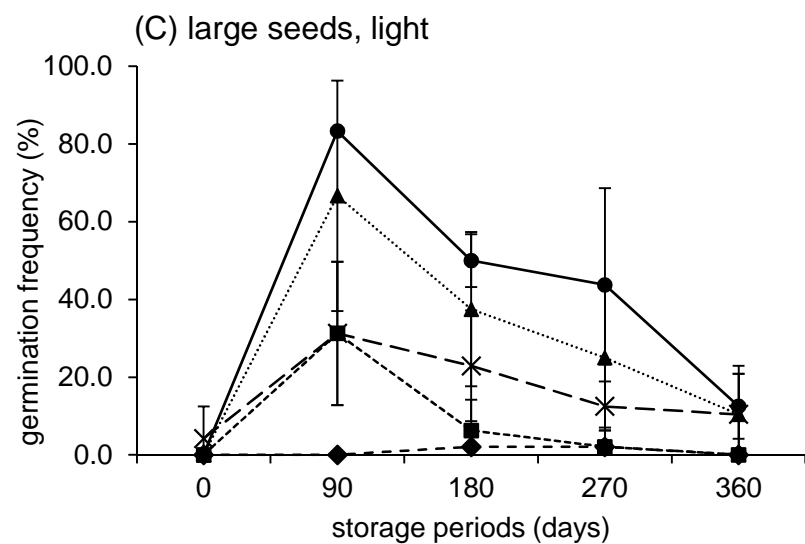 (C) large seeds, light
100.0
80.0
60.0
40.0
20.0
0.0
germination frequency (%)
0 90 180 270 360
storage periods (days)